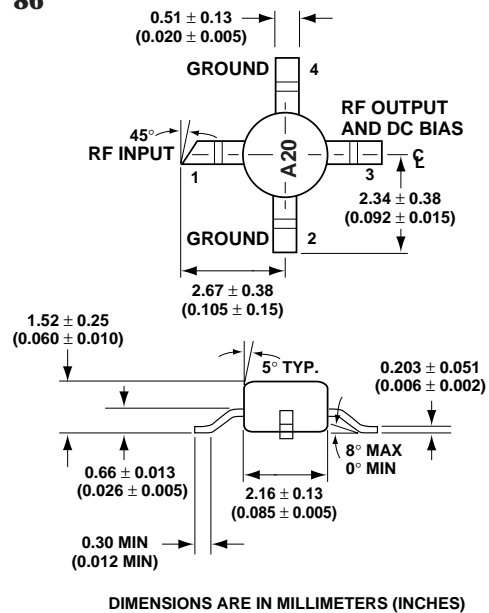 86
0.51 ± 0.13
(0.020 ± 0.005)
GROUND 4
RF OUTPUT
AND DC BIAS
45°
RF INPUT
A20
1
3
℄
2.34 ± 0.38
(0.092 ± 0.015)
GROUND 2
2.67 ± 0.38
(0.105 ± 0.15)
1.52 ± 0.25
(0.060 ± 0.010)
5° TYP.
0.203 ± 0.051
(0.006 ± 0.002)
8° MAX
0° MIN
0.66 ± 0.013
(0.026 ± 0.005)
2.16 ± 0.13
(0.085 ± 0.005)
0.30 MIN
(0.012 MIN)
DIMENSIONS ARE IN MILLIMETERS (INCHES)